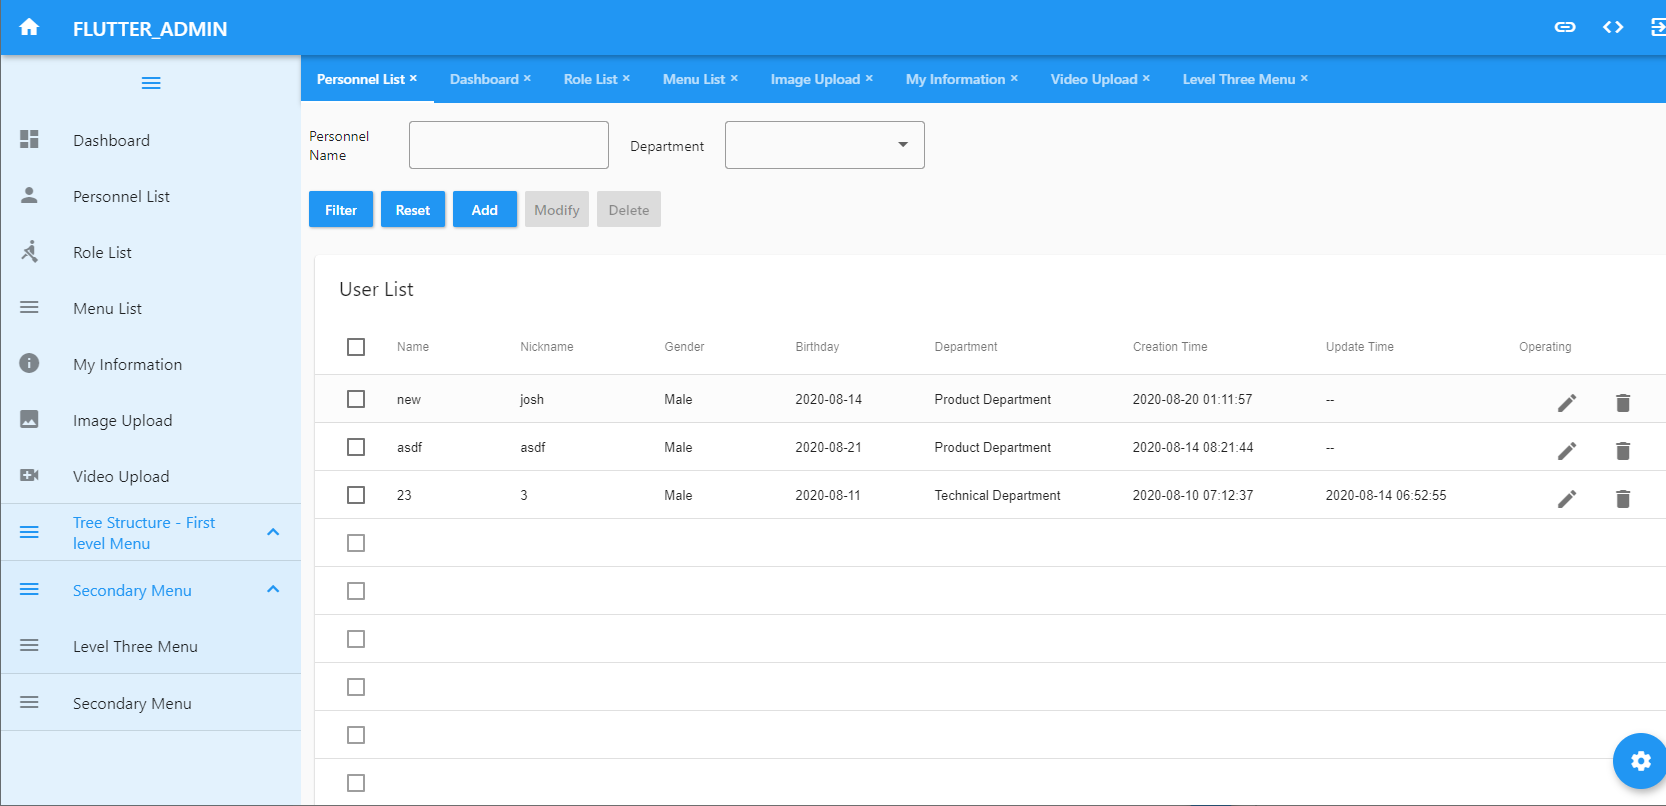 FLUTTER_ADMIN
Personnel List × Dashboard × Role List × Menu List × Image Upload × My Information × Video Upload × Level Three Menu ×
Dashboard
Personnel List
Role List
Menu List
My Information
Image Upload
Video Upload
Tree Structure - First
level Menu
Secondary Menu
Level Three Menu
Secondary Menu
Personnel
Name
Department
Filter Reset Add Modify Delete
User List
Name Nickname Gender Birthday Department Creation Time Update Time Operating
new josh Male 2020-08-14 Product Department 2020-08-20 01:11:57 --
asdf asdf Male 2020-08-21 Product Department 2020-08-14 08:21:44 --
23 3 Male 2020-08-11 Technical Department 2020-08-10 07:12:37 2020-08-14 06:52:55